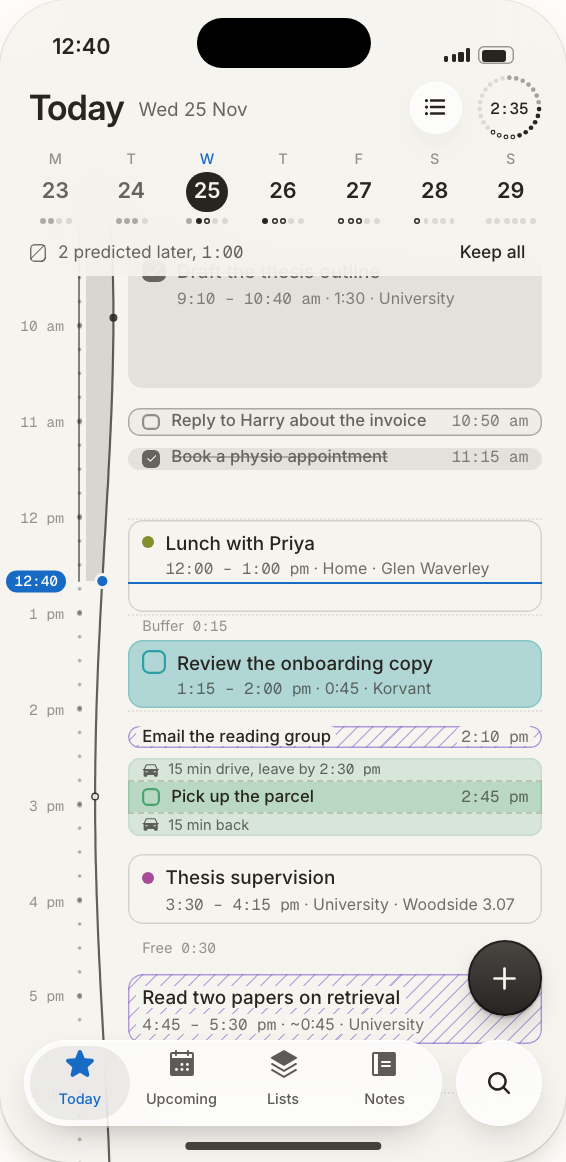 12:40
Today Wed 25 Nov
2:35
M T W T F S S
23 24 25 26 27 28 29
2 predicted later, 1:00 Keep all
Draft the thesis outline
9:10 – 10:40 am · 1:30 · University
10 am
11 am
Reply to Harry about the invoice 10:50 am
Book a physio appointment 11:15 am
12 pm
Lunch with Priya
12:00 – 1:00 pm · Home · Glen Waverley
12:40
1 pm
Buffer 0:15
Review the onboarding copy
1:15 – 2:00 pm · 0:45 · Korvant
2 pm
Email the reading group 2:10 pm
15 min drive, leave by 2:30 pm
Pick up the parcel 2:45 pm
3 pm
15 min back
Thesis supervision
3:30 – 4:15 pm · University · Woodside 3.07
4 pm
Free 0:30
5 pm
Read two papers on retrieval
4:45 – 5:30 pm · ~0:45 · University
Today Upcoming Lists Notes